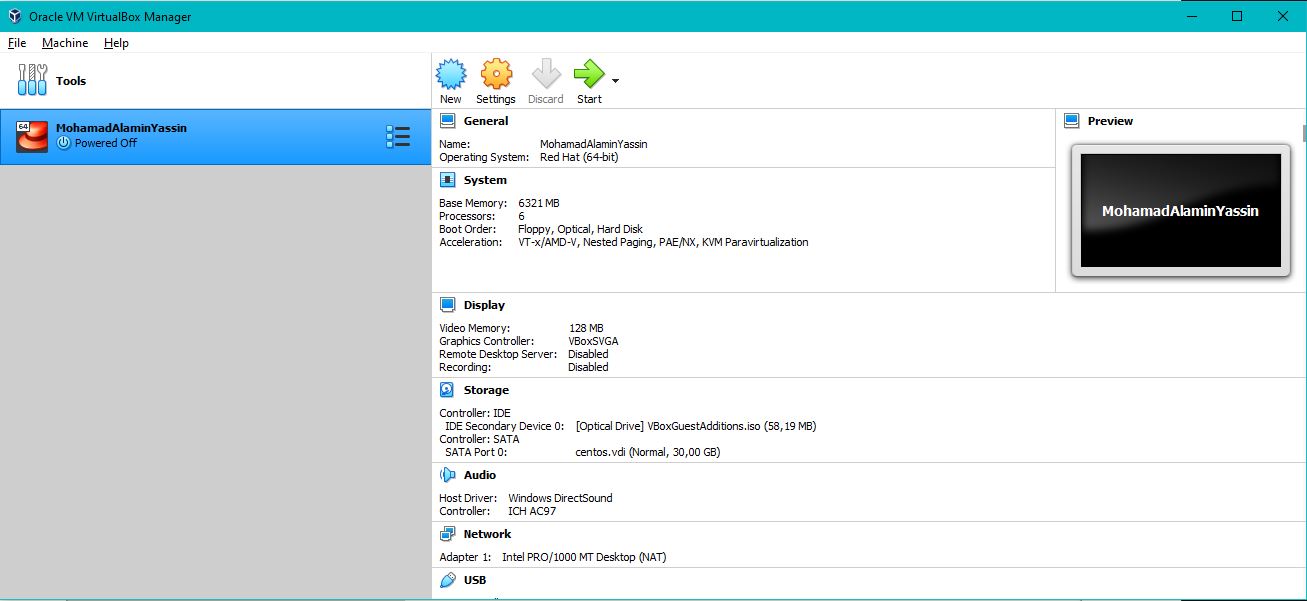 Oracle VM VirtualBox Manager
File Machine Help
Tools
New Settings Discard Start
64
MohamadAlaminYassin
Powered Off
General
Name: MohamadAlaminYassin
Operating System: Red Hat (64-bit)
Preview
MohamadAlaminYassin
System
Base Memory: 6321 MB
Processors: 6
Boot Order: Floppy, Optical, Hard Disk
Acceleration: VT-x/AMD-V, Nested Paging, PAE/NX, KVM Paravirtualization
Display
Video Memory: 128 MB
Graphics Controller: VBoxSVGA
Remote Desktop Server: Disabled
Recording: Disabled
Storage
Controller: IDE
IDE Secondary Device 0: [Optical Drive] VBoxGuestAdditions.iso (58,19 MB)
Controller: SATA
SATA Port 0: centos.vdi (Normal, 30,00 GB)
Audio
Host Driver: Windows DirectSound
Controller: ICH AC97
Network
Adapter 1: Intel PRO/1000 MT Desktop (NAT)
USB